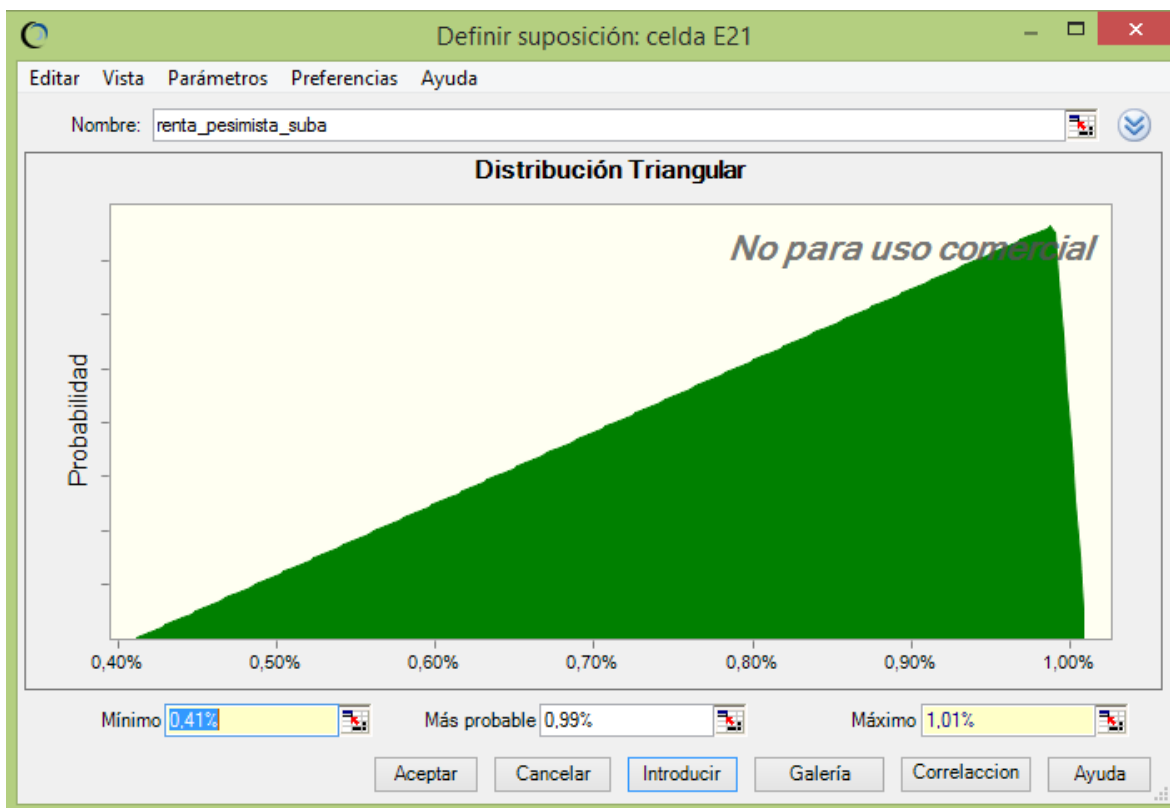 Definir suposición: celda E21
Editar Vista Parámetros Preferencias Ayuda
Nombre: renta_pesimista_suba
Distribución Triangular
No para uso comercial
Probabilidad
0,40% 0,50% 0,60% 0,70% 0,80% 0,90% 1,00%
Mínimo 0,41% Más probable 0,99% Máximo 1,01%
Aceptar Cancelar Introducir Galería Correlaccion Ayuda